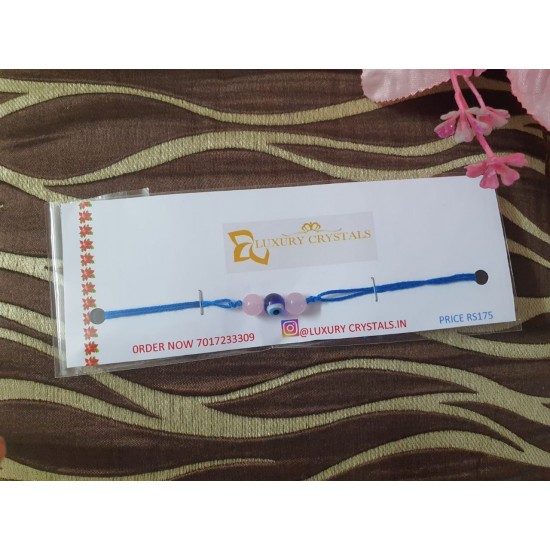 LUXURY CRYSTALS
0RDER NOW 7017233309
@LUXURY CRYSTALS.IN
PRICE RS175